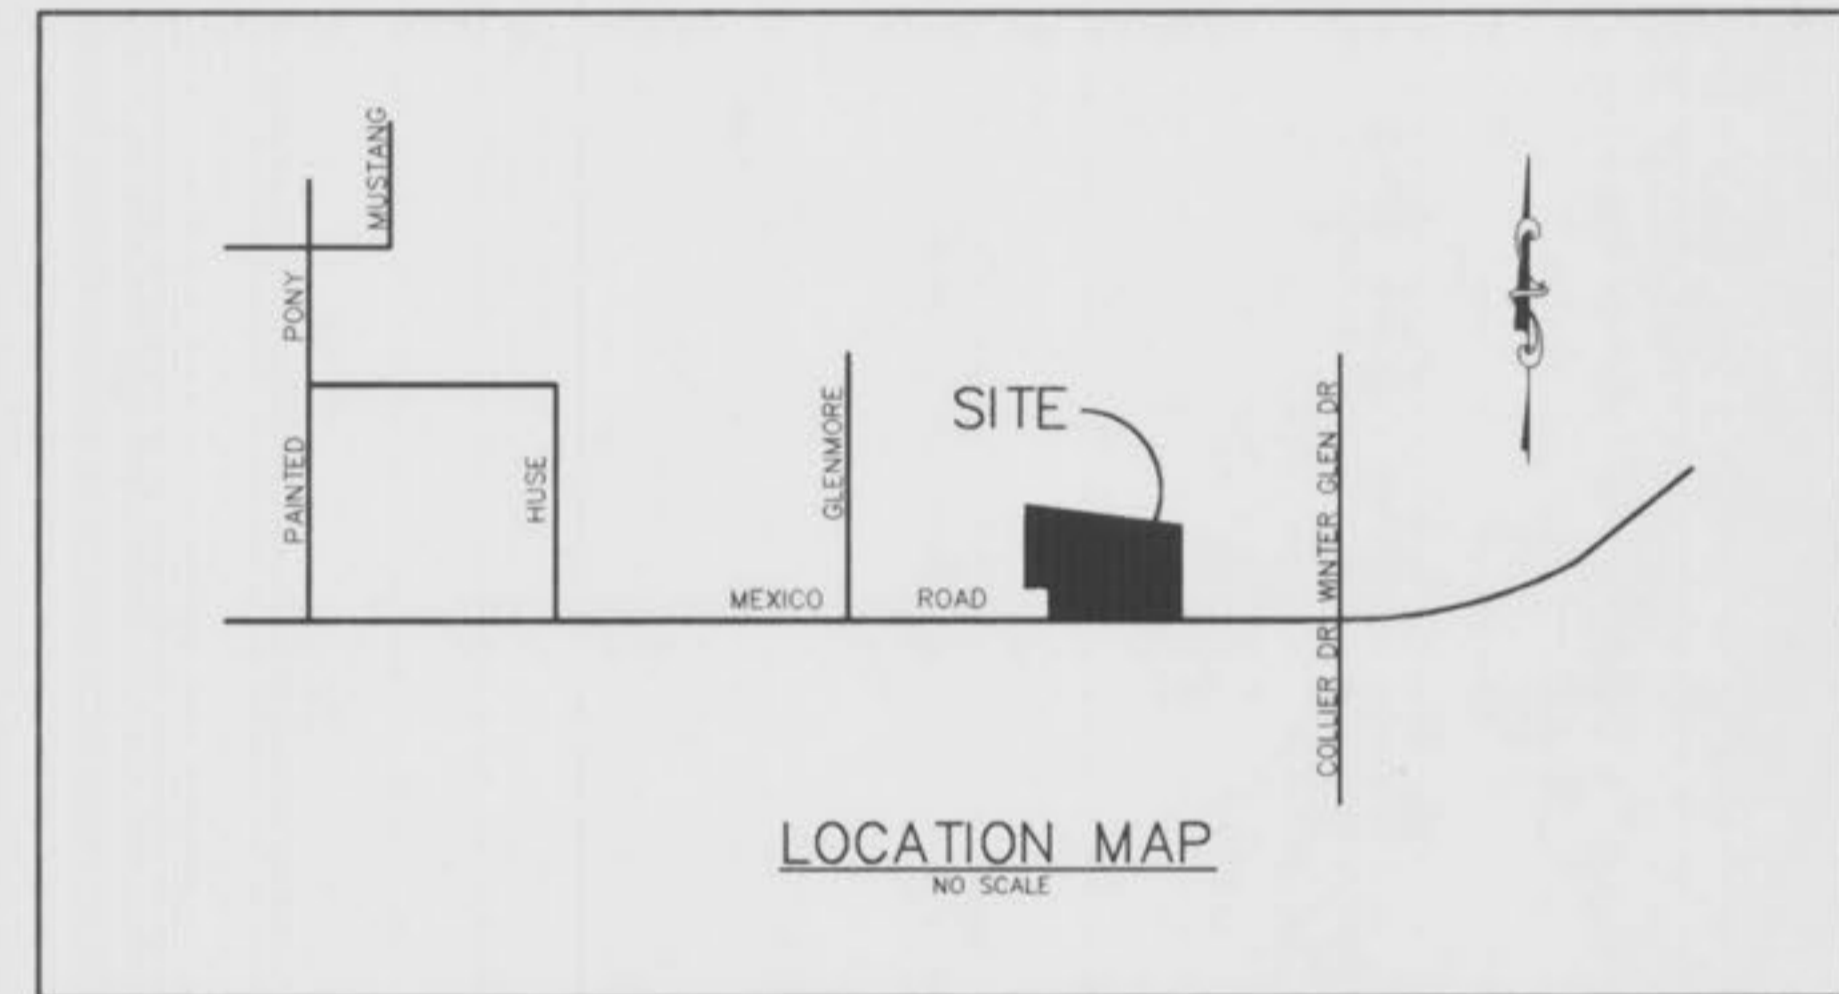 MUSTANG
PAINTED PONY
HUSE
GLENMORE
SITE
WINTER GLEN DR
MEXICO ROAD
COLLIER DR
LOCATION MAP
NO SCALE